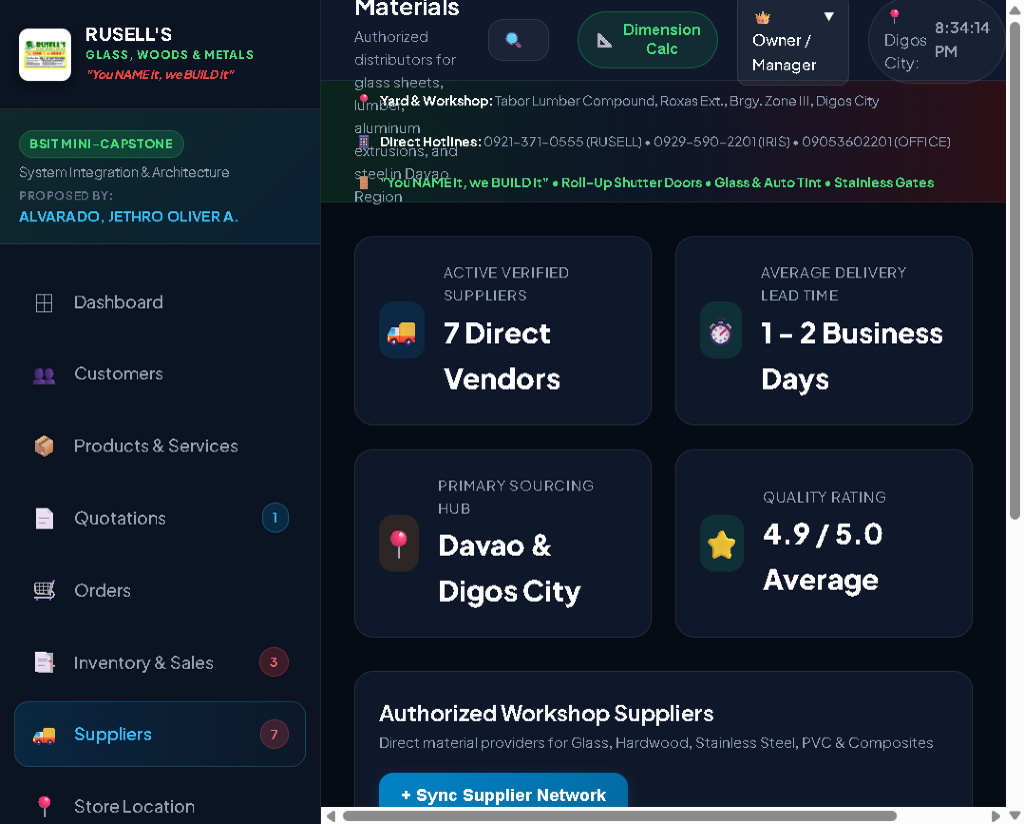 RUSELL'S
GLASS, WOODS & METALS
"You NAME It, we BUILD It"
BSIT MINI-CAPSTONE
System Integration & Architecture
PROPOSED BY:
ALVARADO, JETHRO OLIVER A.
Dashboard
Customers
Products & Services
Quotations
1
Orders
Inventory & Sales
3
Suppliers
7
Store Location
Materials
Authorized
distributors for
glass sheets,
lumber,
aluminum
extrusions, and
steel in Davao
Region
Dimension
Calc
Owner /
Manager
▼
Digos
City:
8:34:14
PM
Yard & Workshop: Tabor Lumber Compound, Roxas Ext., Brgy. Zone III, Digos City
Direct Hotlines: 0921-371-0555 (RUSELL) • 0929-590-2201 (IRIS) • 09053602201 (OFFICE)
"You NAME It, we BUILD It" • Roll-Up Shutter Doors • Glass & Auto Tint • Stainless Gates
ACTIVE VERIFIED
SUPPLIERS
7 Direct
Vendors
AVERAGE DELIVERY
LEAD TIME
1 - 2 Business
Days
PRIMARY SOURCING
HUB
Davao &
Digos City
QUALITY RATING
4.9 / 5.0
Average
Authorized Workshop Suppliers
Direct material providers for Glass, Hardwood, Stainless Steel, PVC & Composites
+ Sync Supplier Network